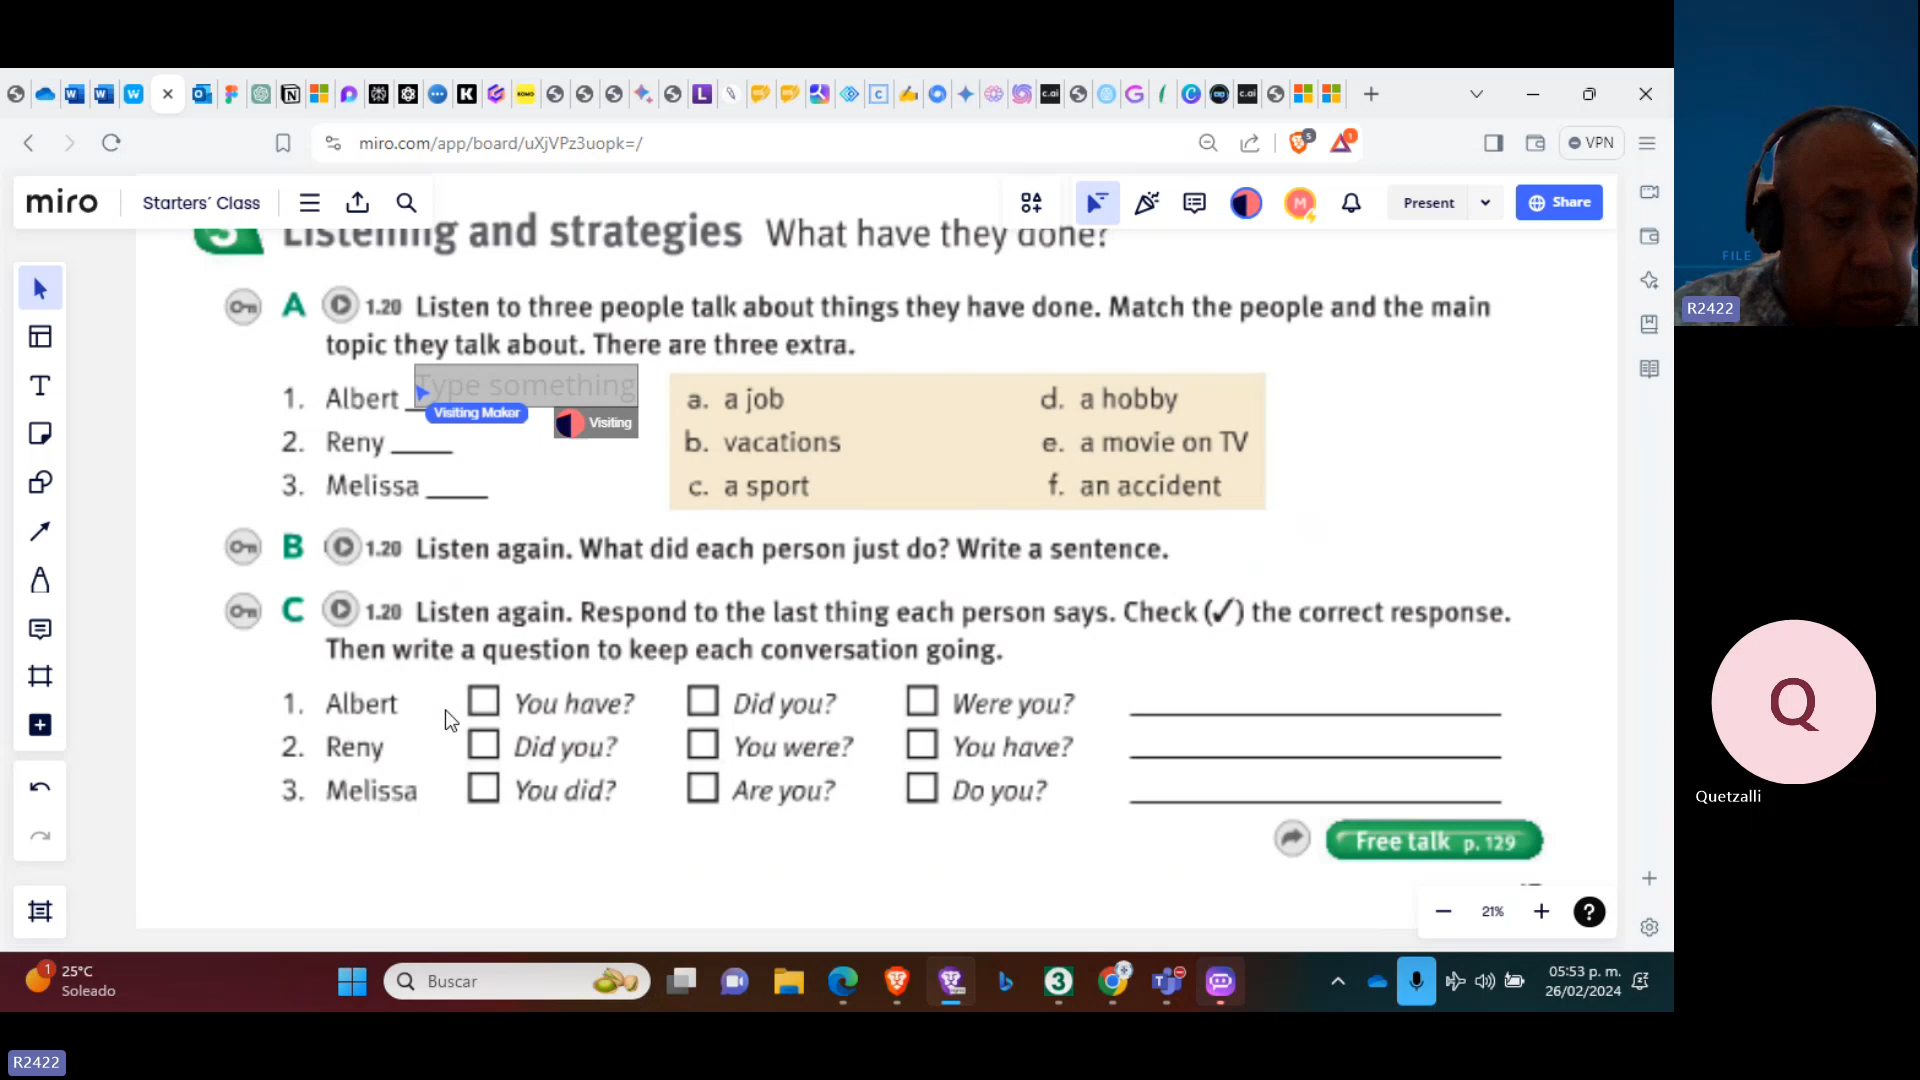 miro.com/app/board/uXjVPz3uopk=/
5
1
VPN
miro
Starters´ Class
M
Present
Share
Listening and strategies What have they done?
A 1.20 Listen to three people talk about things they have done. Match the people and the main
topic they talk about. There are three extra.
Type something
Visiting Maker
Visiting
1. Albert
2. Reny
3. Melissa
a. a job
b. vacations
c. a sport
d. a hobby
e. a movie on TV
f. an accident
B 1.20 Listen again. What did each person just do? Write a sentence.
C 1.20 Listen again. Respond to the last thing each person says. Check (✓) the correct response.
Then write a question to keep each conversation going.
1. Albert You have? Did you? Were you?
2. Reny Did you? You were? You have?
3. Melissa You did? Are you? Do you?
Free talk p. 129
21%
1
25°C
Soleado
Buscar
05:53 p. m.
26/02/2024
FILE
R2422
Q
Quetzalli
R2422